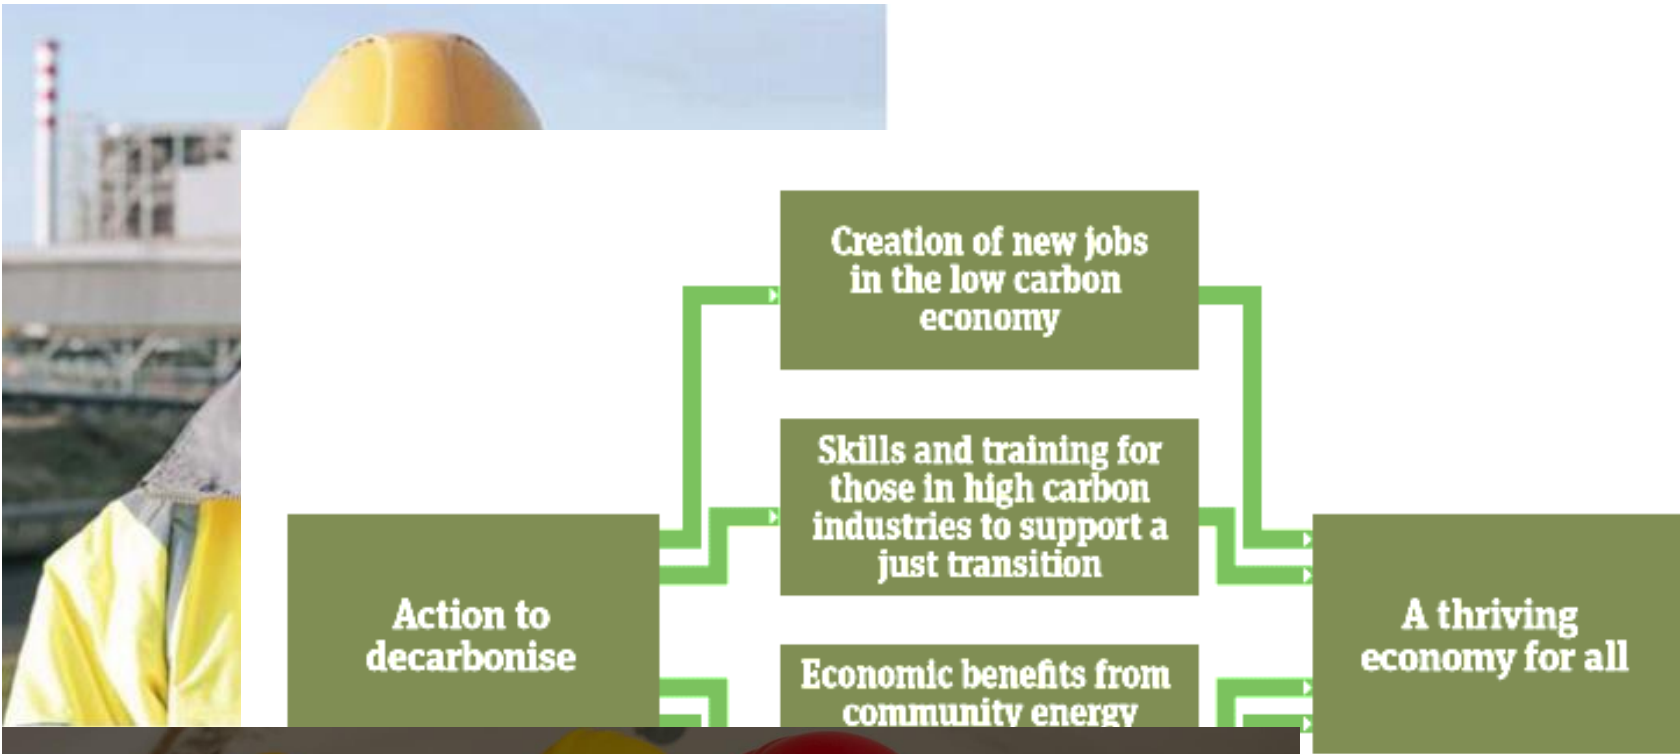 Creation of new jobs
in the low carbon
economy
Skills and training for
those in high carbon
industries to support a
just transition
Action to
decarbonise
A thriving
economy for all
Economic benefits from
community energy